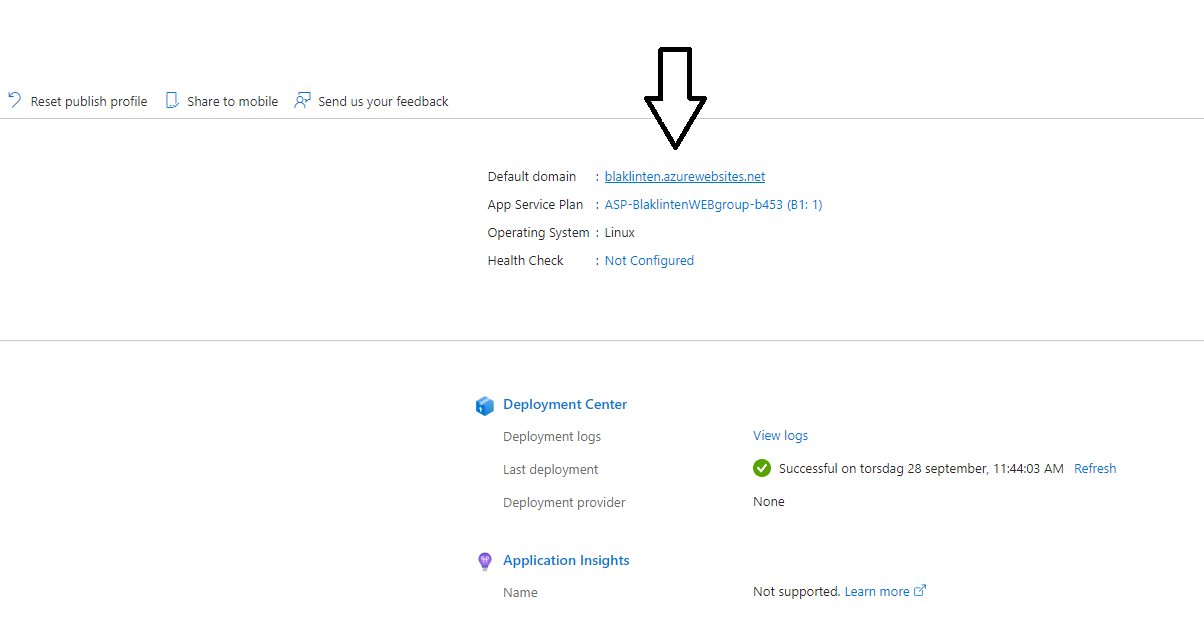 Reset publish profile Share to mobile Send us your feedback
Default domain : blaklinten.azurewebsites.net
App Service Plan : ASP-BlaklintenWEBgroup-b453 (B1: 1)
Operating System : Linux
Health Check : Not Configured
Deployment Center
Deployment logs View logs
Last deployment Successful on torsdag 28 september, 11:44:03 AM Refresh
Deployment provider None
Application Insights
Name Not supported. Learn more